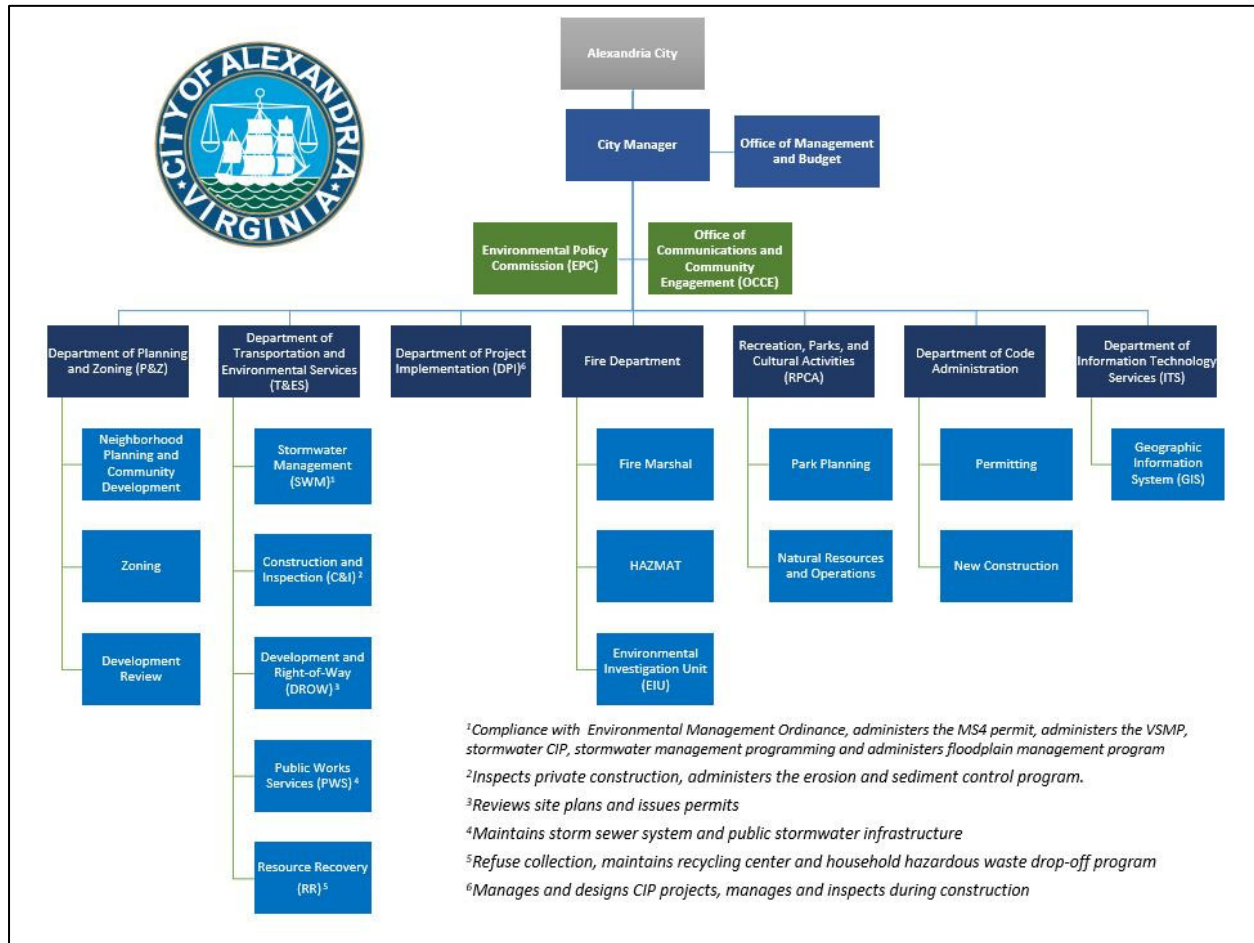 CITY OF ALEXANDRIA
VIRGINIA
Alexandria City
City Manager
Office of Management
and Budget
Environmental Policy
Commission (EPC)
Office of
Communications and
Community
Engagement (OCCE)
Department of Planning
and Zoning (P&Z)
Department of
Transportation and
Environmental Services
(T&ES)
Department of Project
Implementation (DPI)⁶
Fire Department
Recreation, Parks, and
Cultural Activities
(RPCA)
Department of Code
Administration
Department of
Information Technology
Services (ITS)
Neighborhood
Planning and
Community
Development
Zoning
Development
Review
Stormwater
Management
(SWM)¹
Construction and
Inspection (C&I) ²
Development and
Right-of-Way
(DROW) ³
Public Works
Services (PWS) ⁴
Resource Recovery
(RR) ⁵
Fire Marshal
HAZMAT
Environmental
Investigation Unit
(EIU)
Park Planning
Natural Resources
and Operations
Permitting
New Construction
Geographic
Information
System (GIS)
¹Compliance with Environmental Management Ordinance, administers the MS4 permit, administers the VSMP,
stormwater CIP, stormwater management programming and administers floodplain management program
²Inspects private construction, administers the erosion and sediment control program.
³Reviews site plans and issues permits
⁴Maintains storm sewer system and public stormwater infrastructure
⁵Refuse collection, maintains recycling center and household hazardous waste drop-off program
⁶Manages and designs CIP projects, manages and inspects during construction